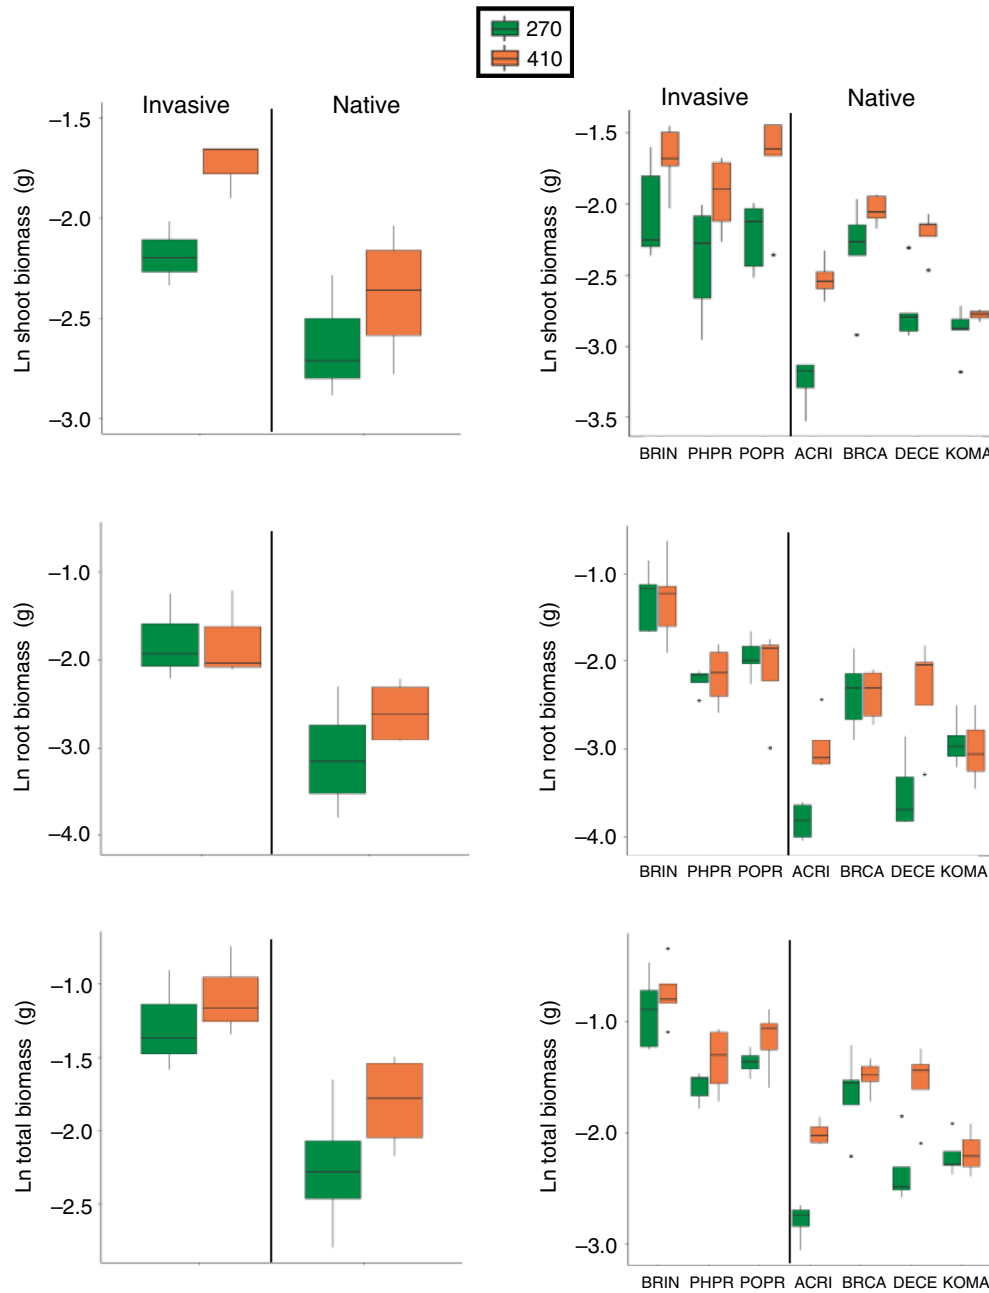 270
410
Invasive
Native
–1.5
–2.0
–2.5
–3.0
Ln shoot biomass (g)
Invasive
Native
–1.5
–2.0
–2.5
–3.0
–3.5
Ln shoot biomass (g)
BRIN PHPR POPR ACRI BRCA DECE KOMA
–1.0
–2.0
–3.0
–4.0
Ln root biomass (g)
–1.0
–2.0
–3.0
–4.0
Ln root biomass (g)
BRIN PHPR POPR ACRI BRCA DECE KOMA
–1.0
–1.5
–2.0
–2.5
Ln total biomass (g)
–1.0
–2.0
–3.0
Ln total biomass (g)
BRIN PHPR POPR ACRI BRCA DECE KOMA